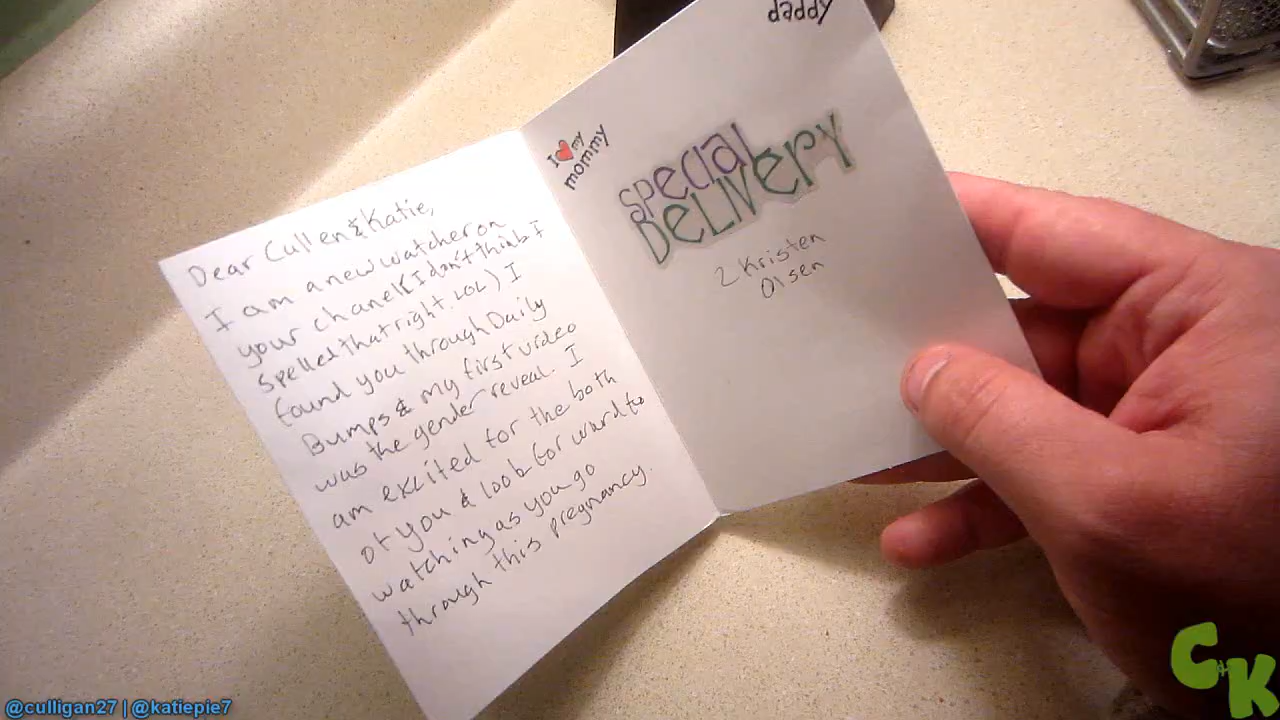 Dear Cullen & Katie,
I am a new watcher on
your chanel( I don't think I
spelled that right. LOL) I
found you through Daily
Bumps & my first video
was the gender reveal. I
am excited for the both
of you & look forward to
watching as you go
through this pregnancy.
daddy
I my
mommy
SPECIAL
DELIVERY
2 Kristen
Olsen
@culligan27 | @katiepie7
C&K